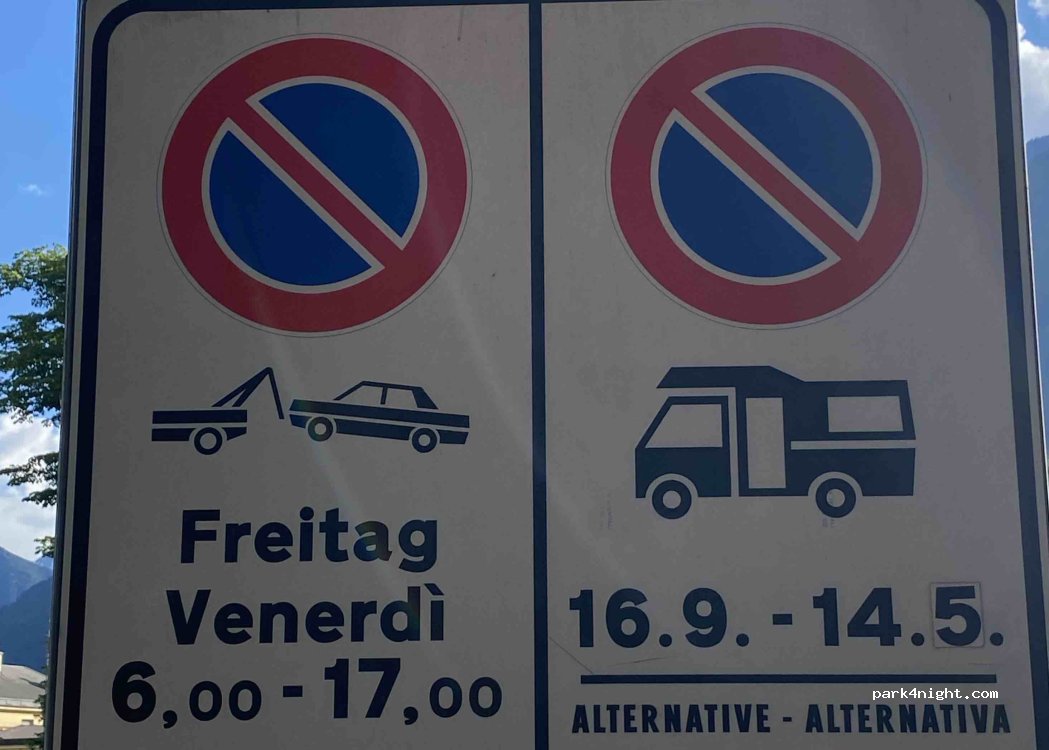 Freitag
Venerdì
6,00 - 17,00
16.9. - 14.5.
ALTERNATIVE - ALTERNATIVA
park4night.com